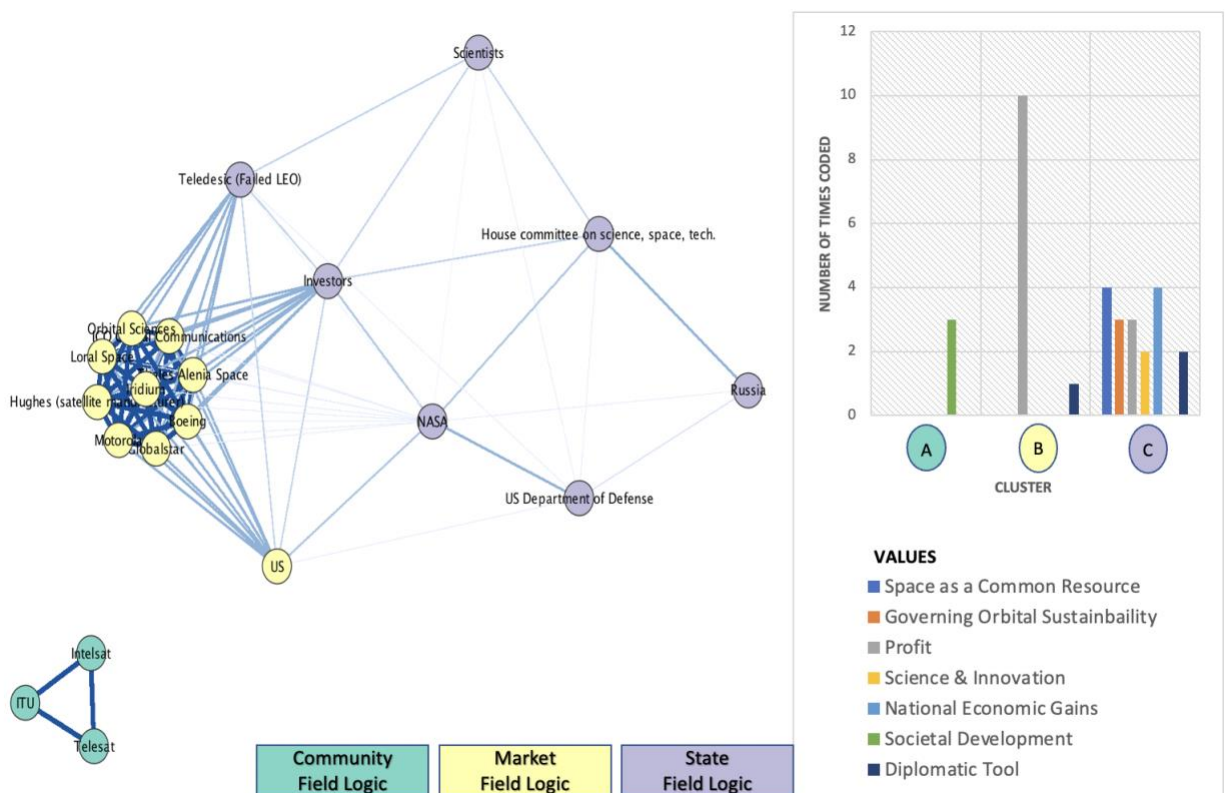 Scientists
Teledesic (Failed LEO)
House committee on science, space, tech.
Investors
Orbital Sciences
Communications
Loral Space
Alenia Space
Iridium
Russia
Hughes (satellite manufacturer)
Boeing
NASA
Motorola
Globalstar
US Department of Defense
US
Intelsat
ITU
Telesat
Community
Field Logic
Market
Field Logic
State
Field Logic
NUMBER OF TIMES CODED
12
10
8
6
4
2
0
A
B
C
CLUSTER
VALUES
Space as a Common Resource
Governing Orbital Sustainbaility
Profit
Science & Innovation
National Economic Gains
Societal Development
Diplomatic Tool